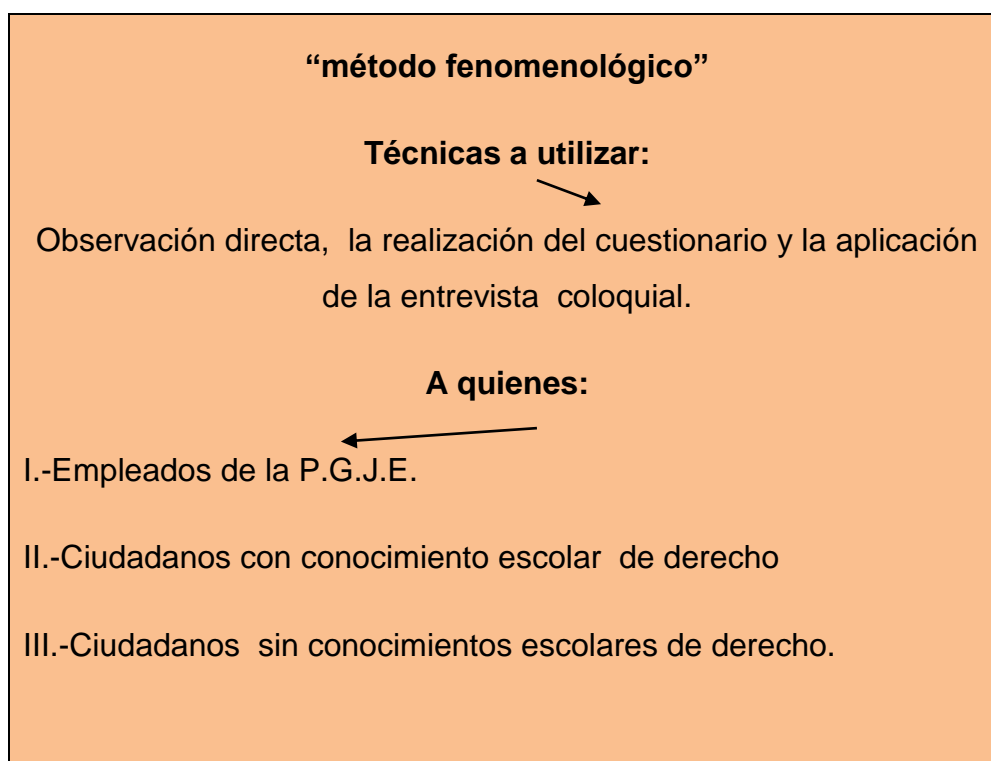 “método fenomenológico”
Técnicas a utilizar:
Observación directa,  la realización del cuestionario y la aplicación
de la entrevista  coloquial.
A quienes:
I.-Empleados de la P.G.J.E.
II.-Ciudadanos con conocimiento escolar  de derecho
III.-Ciudadanos  sin conocimientos escolares de derecho.